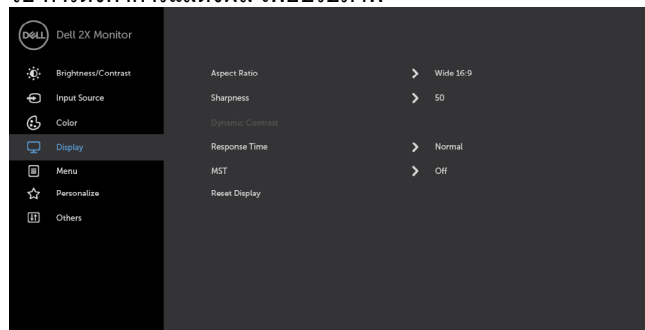 DELL Dell 2X Monitor
Brightness/Contrast Aspect Ratio Wide 16:9
Input Source Sharpness 50
Color Dynamic Contrast
Display Response Time Normal
Menu MST Off
Personalize Reset Display
Others